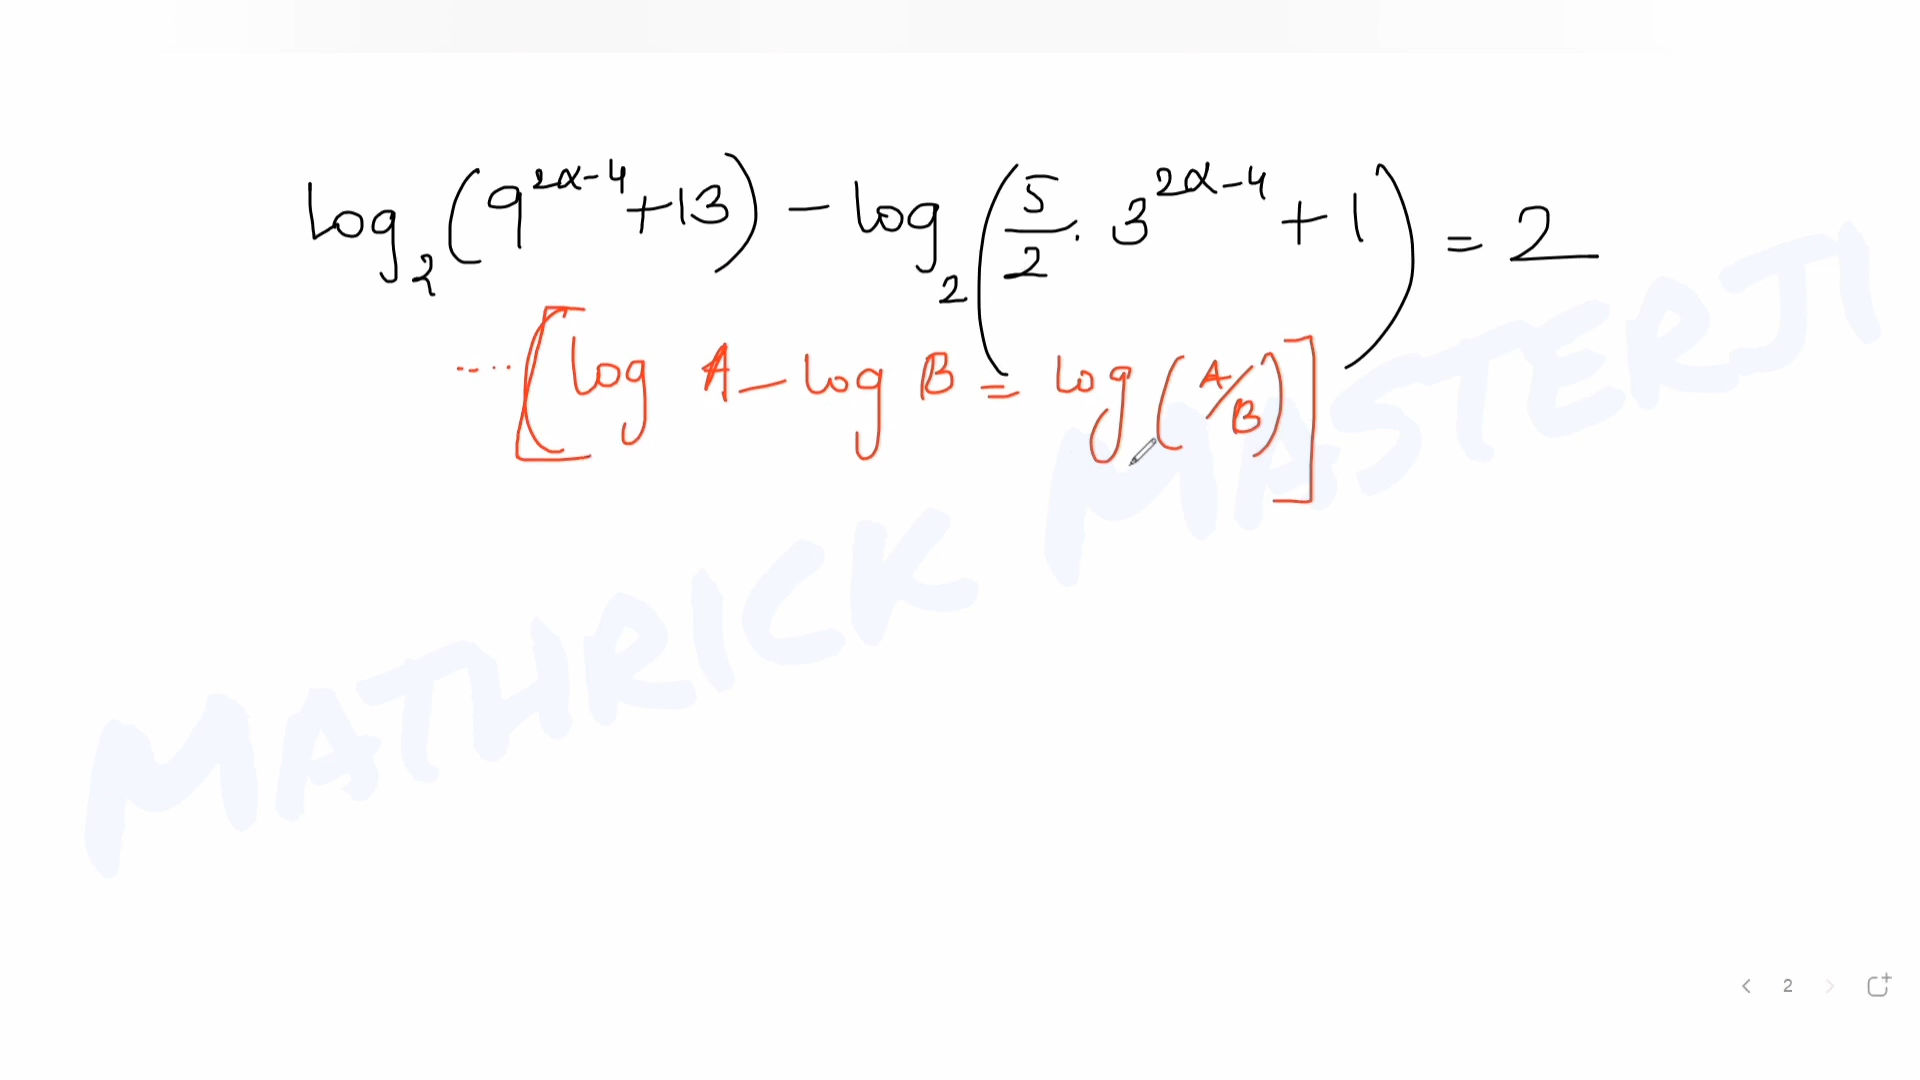 log₂(9^(2α-4)+13) - log₂(5/2 · 3^(2α-4) + 1) = 2
....[log A - log B = log(A/B)]
MATHRICK MASTERJI
< 2 >